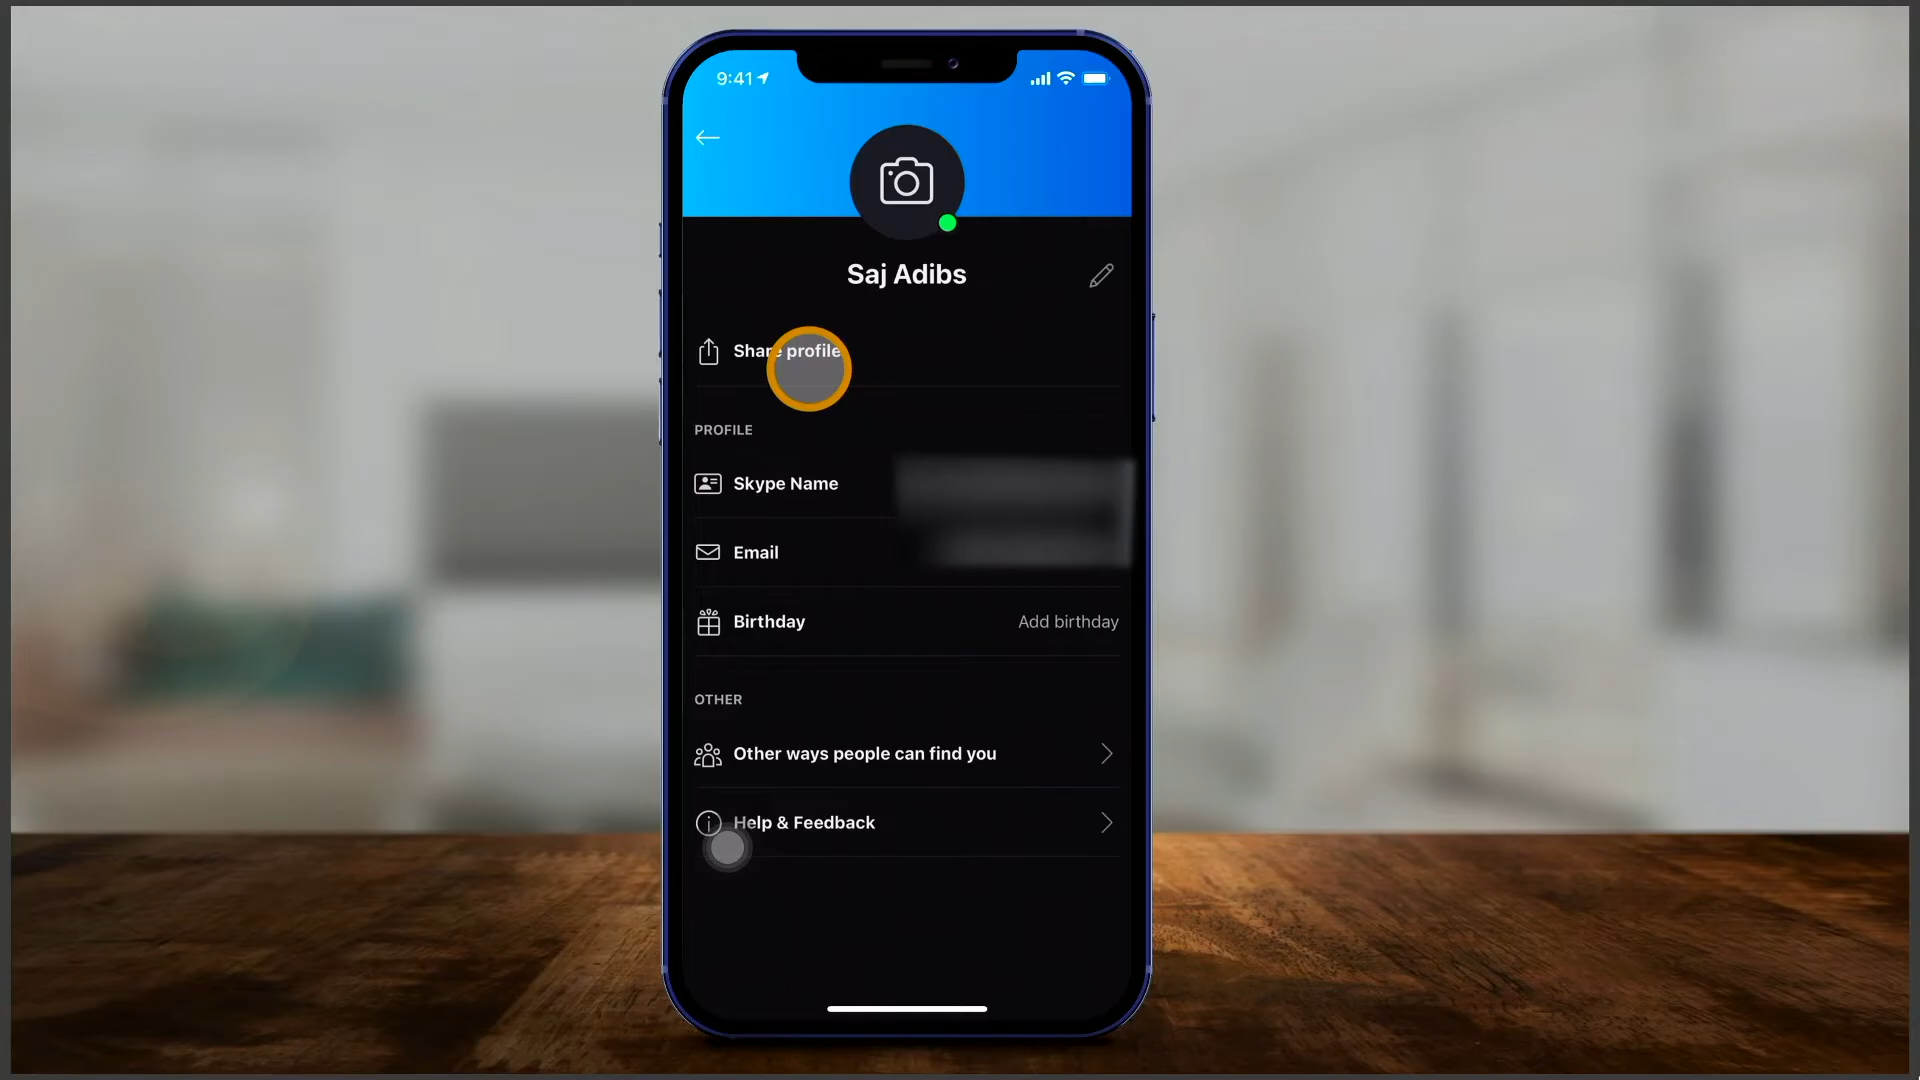 9:41
Saj Adibs
Share profile
PROFILE
Skype Name
Email
Birthday
Add birthday
OTHER
Other ways people can find you
Help & Feedback